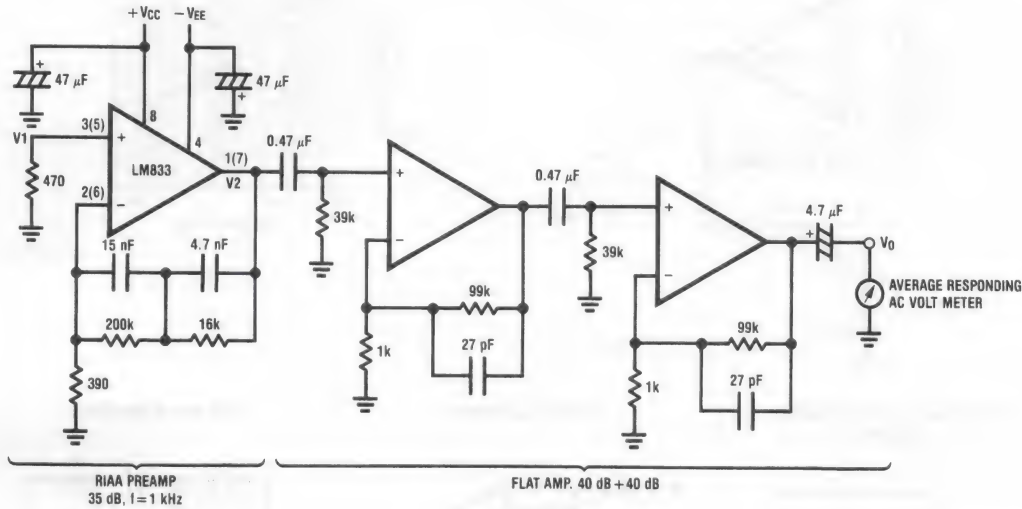 +VCC
−VEE
+
47 μF
47 μF
+
8
4
V1
3(5)
+
LM833
1(7)
V2
2(6)
−
470
15 nF
4.7 nF
200k
16k
390
0.47 μF
39k
+
−
99k
27 pF
1k
0.47 μF
39k
+
−
99k
27 pF
1k
4.7 μF
+
VO
AVERAGE RESPONDING
AC VOLT METER
RIAA PREAMP
35 dB, f = 1 kHz
FLAT AMP. 40 dB + 40 dB